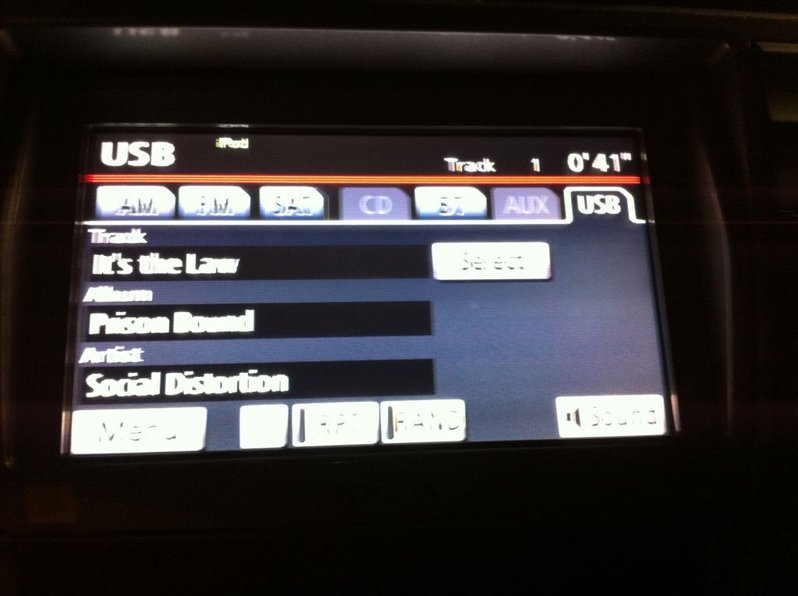 USB iPod Track 1 0'41"
AM FM SAT CD BT AUX USB
Track
It's the Law Select
Album
Prison Bound
Artist
Social Distortion
Menu RPT RAND Sound